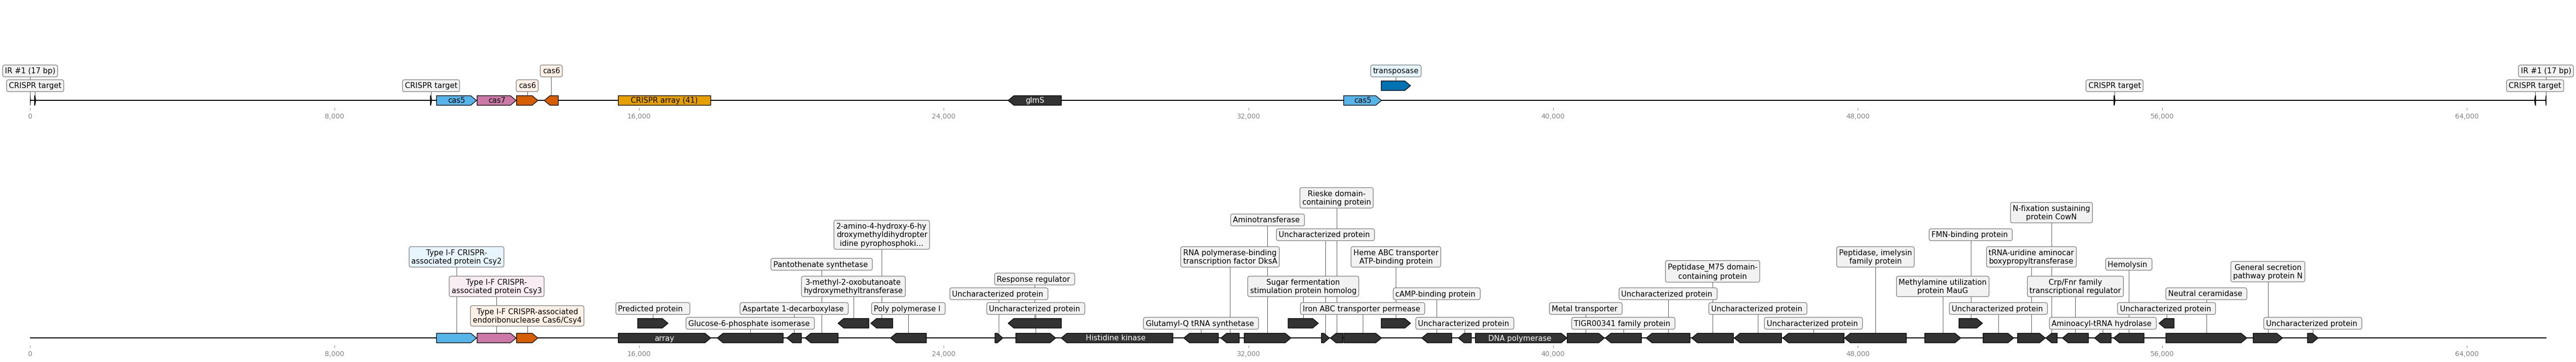 IR #1 (17 bp)
CRISPR target
CRISPR target
cas6
cas6
transposase
IR #1 (17 bp)
CRISPR target
CRISPR target
cas5
cas7
CRISPR array (41)
glmS
cas5
0
8,000
16,000
24,000
32,000
40,000
48,000
56,000
64,000
Type I-F CRISPR-
associated protein Csy2
Type I-F CRISPR-
associated protein Csy3
Type I-F CRISPR-associated
endoribonuclease Cas6/Csy4
Predicted protein
Glucose-6-phosphate isomerase
Aspartate 1-decarboxylase
Pantothenate synthetase
3-methyl-2-oxobutanoate
hydroxymethyltransferase
2-amino-4-hydroxy-6-hy
droxymethyldihydropter
idine pyrophosphoki...
Poly polymerase I
Uncharacterized protein
Response regulator
Uncharacterized protein
Glutamyl-Q tRNA synthetase
RNA polymerase-binding
transcription factor DksA
Aminotransferase
Sugar fermentation
stimulation protein homolog
Uncharacterized protein
Rieske domain-
containing protein
Iron ABC transporter permease
Heme ABC transporter
ATP-binding protein
cAMP-binding protein
Uncharacterized protein
Metal transporter
TIGR00341 family protein
Uncharacterized protein
Peptidase_M75 domain-
containing protein
Uncharacterized protein
Uncharacterized protein
Peptidase, imelysin
family protein
Methylamine utilization
protein MauG
FMN-binding protein
Uncharacterized protein
tRNA-uridine aminocar
boxypropyltransferase
N-fixation sustaining
protein CowN
Crp/Fnr family
transcriptional regulator
Aminoacyl-tRNA hydrolase
Hemolysin
Uncharacterized protein
Neutral ceramidase
General secretion
pathway protein N
Uncharacterized protein
array
Histidine kinase
DNA polymerase
0
8,000
16,000
24,000
32,000
40,000
48,000
56,000
64,000